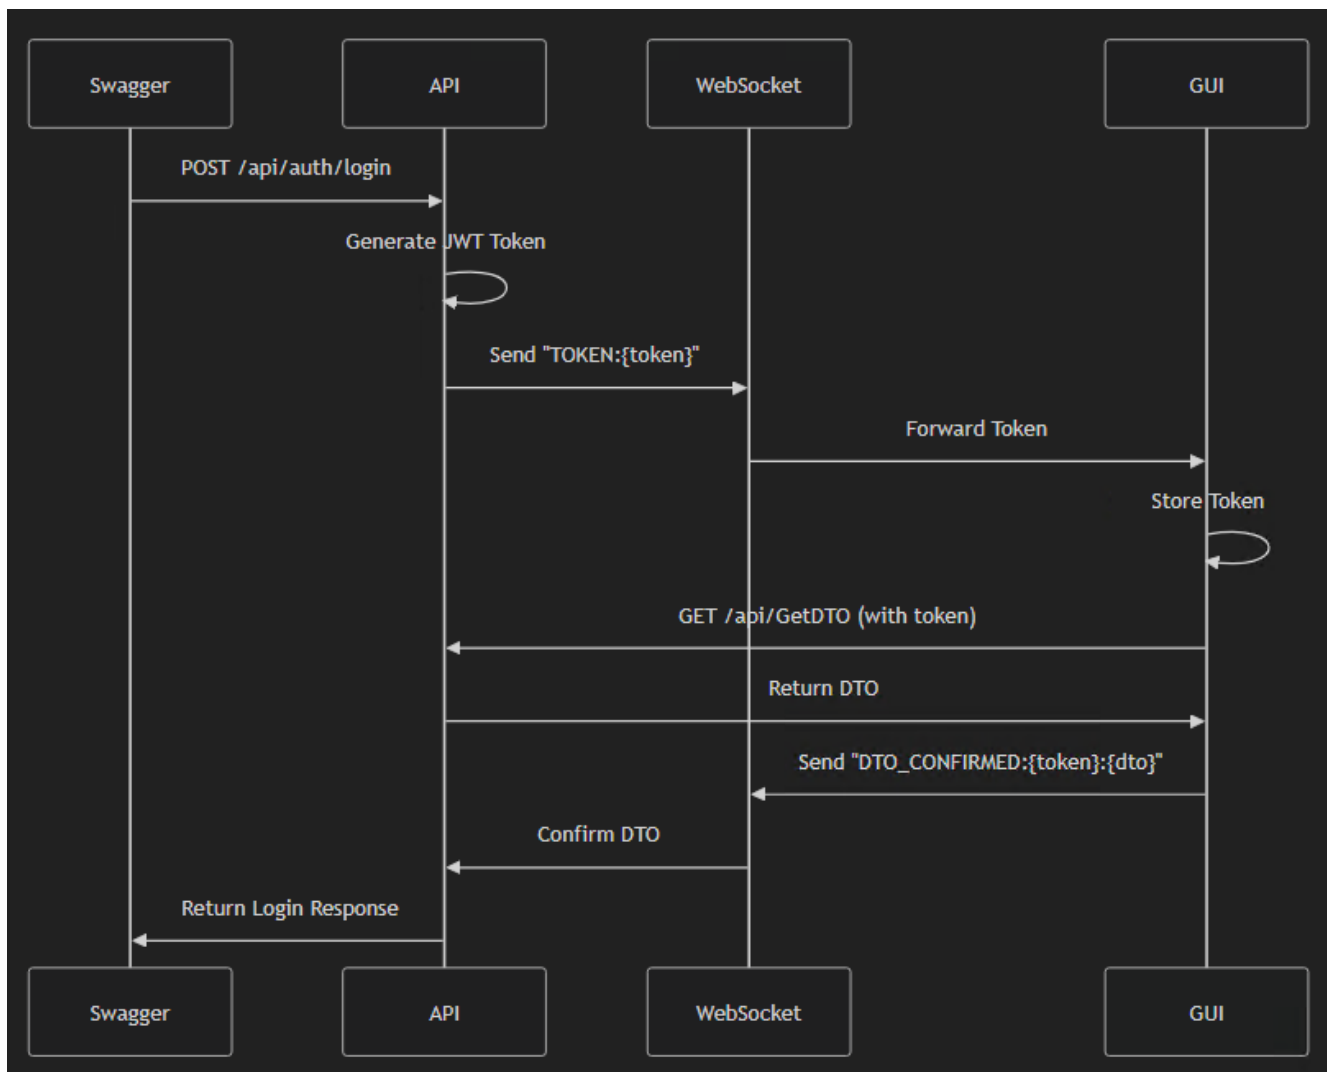 Swagger
API
WebSocket
GUI
POST /api/auth/login
Generate JWT Token
Send "TOKEN:{token}"
Forward Token
Store Token
GET /api/GetDTO (with token)
Return DTO
Send "DTO_CONFIRMED:{token}:{dto}"
Confirm DTO
Return Login Response
Swagger
API
WebSocket
GUI